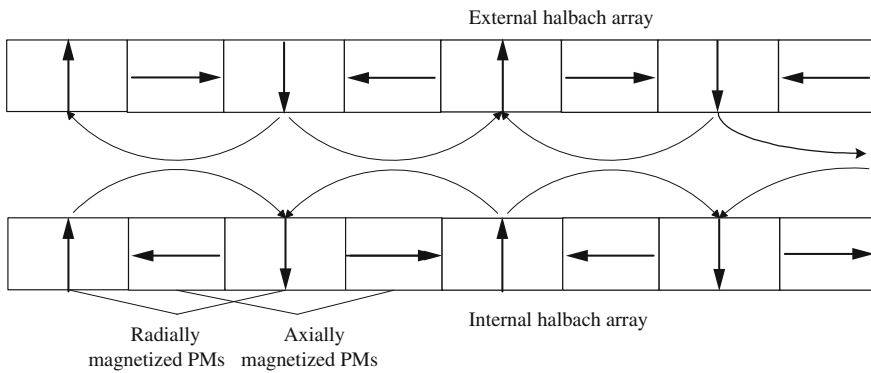 External halbach array
Internal halbach array
Radially
magnetized PMs
Axially
magnetized PMs